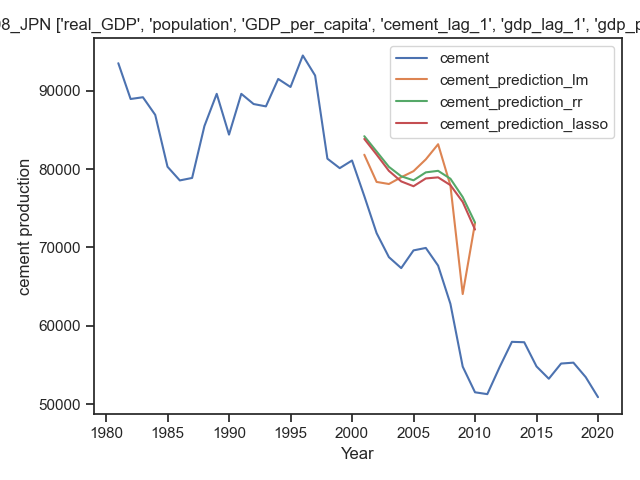 08_JPN ['real_GDP', 'population', 'GDP_per_capita', 'cement_lag_1', 'gdp_lag_1', 'gdp_p
cement
cement_prediction_lm
cement_prediction_rr
cement_prediction_lasso
cement production
90000
80000
70000
60000
50000
1980 1985 1990 1995 2000 2005 2010 2015 2020
Year